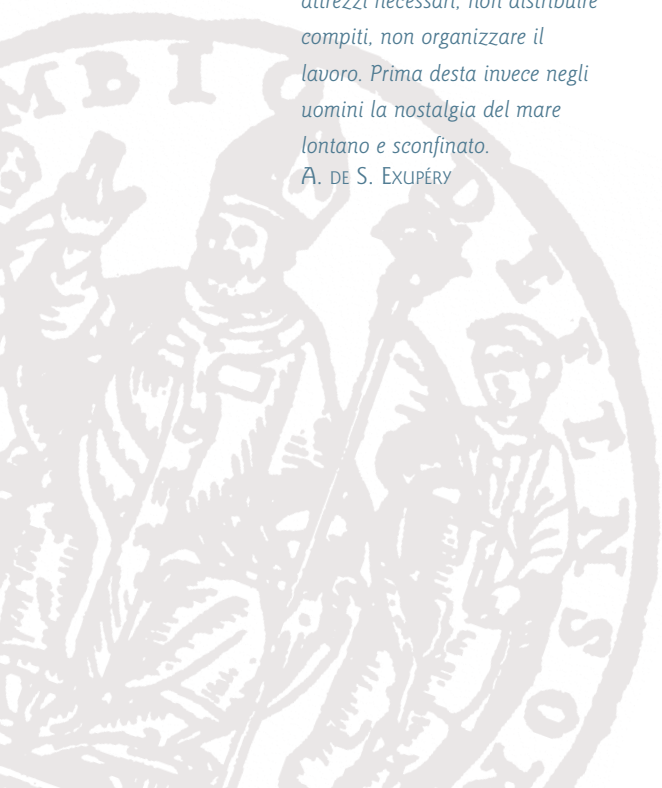 attrezzi necessari, non distribuire
compiti, non organizzare il
lavoro. Prima desta invece negli
uomini la nostalgia del mare
lontano e sconfinato.
A. DE S. EXUPÉRY